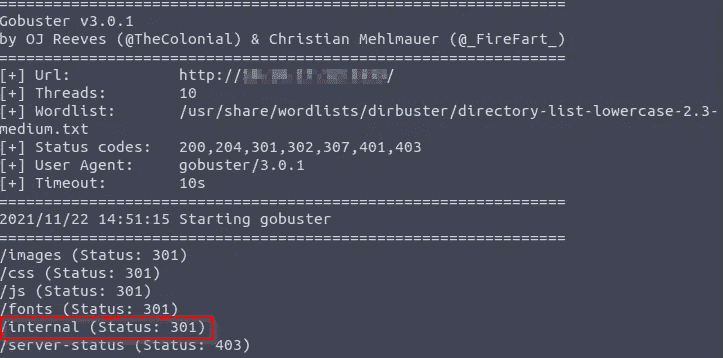 ===============================================================
Gobuster v3.0.1
by OJ Reeves (@TheColonial) & Christian Mehlmauer (@_FireFart_)
===============================================================
[+] Url:            http:///
[+] Threads:        10
[+] Wordlist:       /usr/share/wordlists/dirbuster/directory-list-lowercase-2.3-
medium.txt
[+] Status codes:   200,204,301,302,307,401,403
[+] User Agent:     gobuster/3.0.1
[+] Timeout:        10s
===============================================================
2021/11/22 14:51:15 Starting gobuster
===============================================================
/images (Status: 301)
/css (Status: 301)
/js (Status: 301)
/fonts (Status: 301)
/internal (Status: 301)
/server-status (Status: 403)